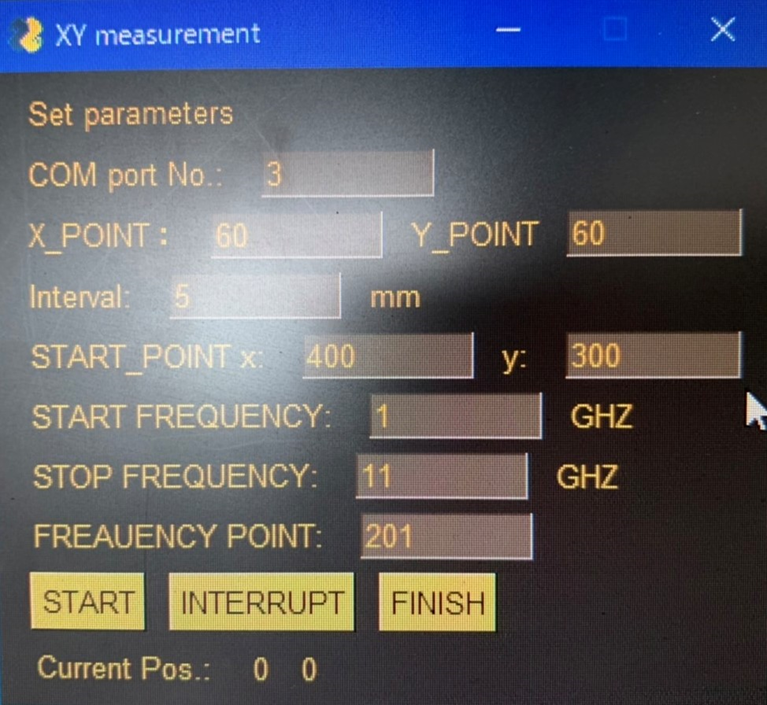 XY measurement
Set parameters
COM port No.: 3
X_POINT : 60 Y_POINT 60
Interval: 5 mm
START_POINT x: 400 y: 300
START FREQUENCY: 1 GHZ
STOP FREQUENCY: 11 GHZ
FREAUENCY POINT: 201
START INTERRUPT FINISH
Current Pos.: 0 0